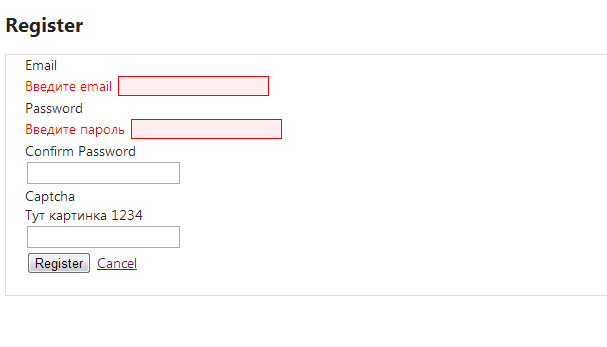 Register
Email
Введите email
Password
Введите пароль
Confirm Password
Captcha
Тут картинка 1234
Register Cancel